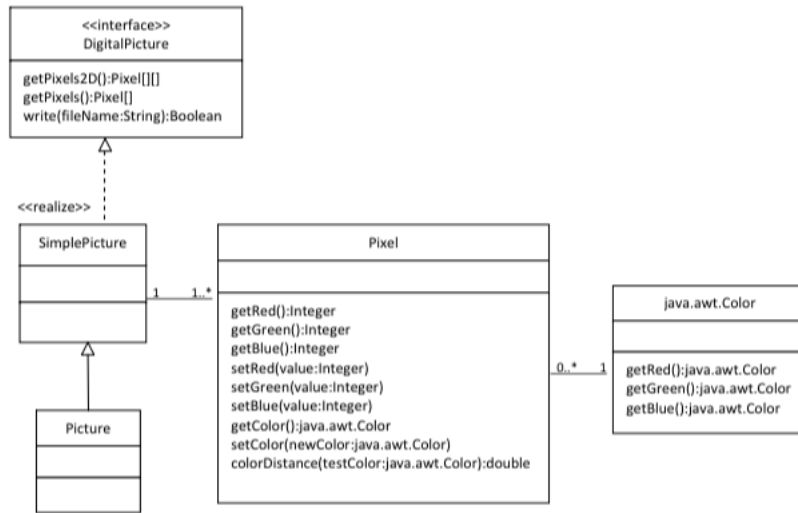 <<interface>>
DigitalPicture
getPixels2D():Pixel[][]
getPixels():Pixel[]
write(fileName:String):Boolean
<<realize>>
SimplePicture
1
1..*
Pixel
getRed():Integer
getGreen():Integer
getBlue():Integer
setRed(value:Integer)
setGreen(value:Integer)
setBlue(value:Integer)
getColor():java.awt.Color
setColor(newColor:java.awt.Color)
colorDistance(testColor:java.awt.Color):double
0..*
1
java.awt.Color
getRed():java.awt.Color
getGreen():java.awt.Color
getBlue():java.awt.Color
Picture